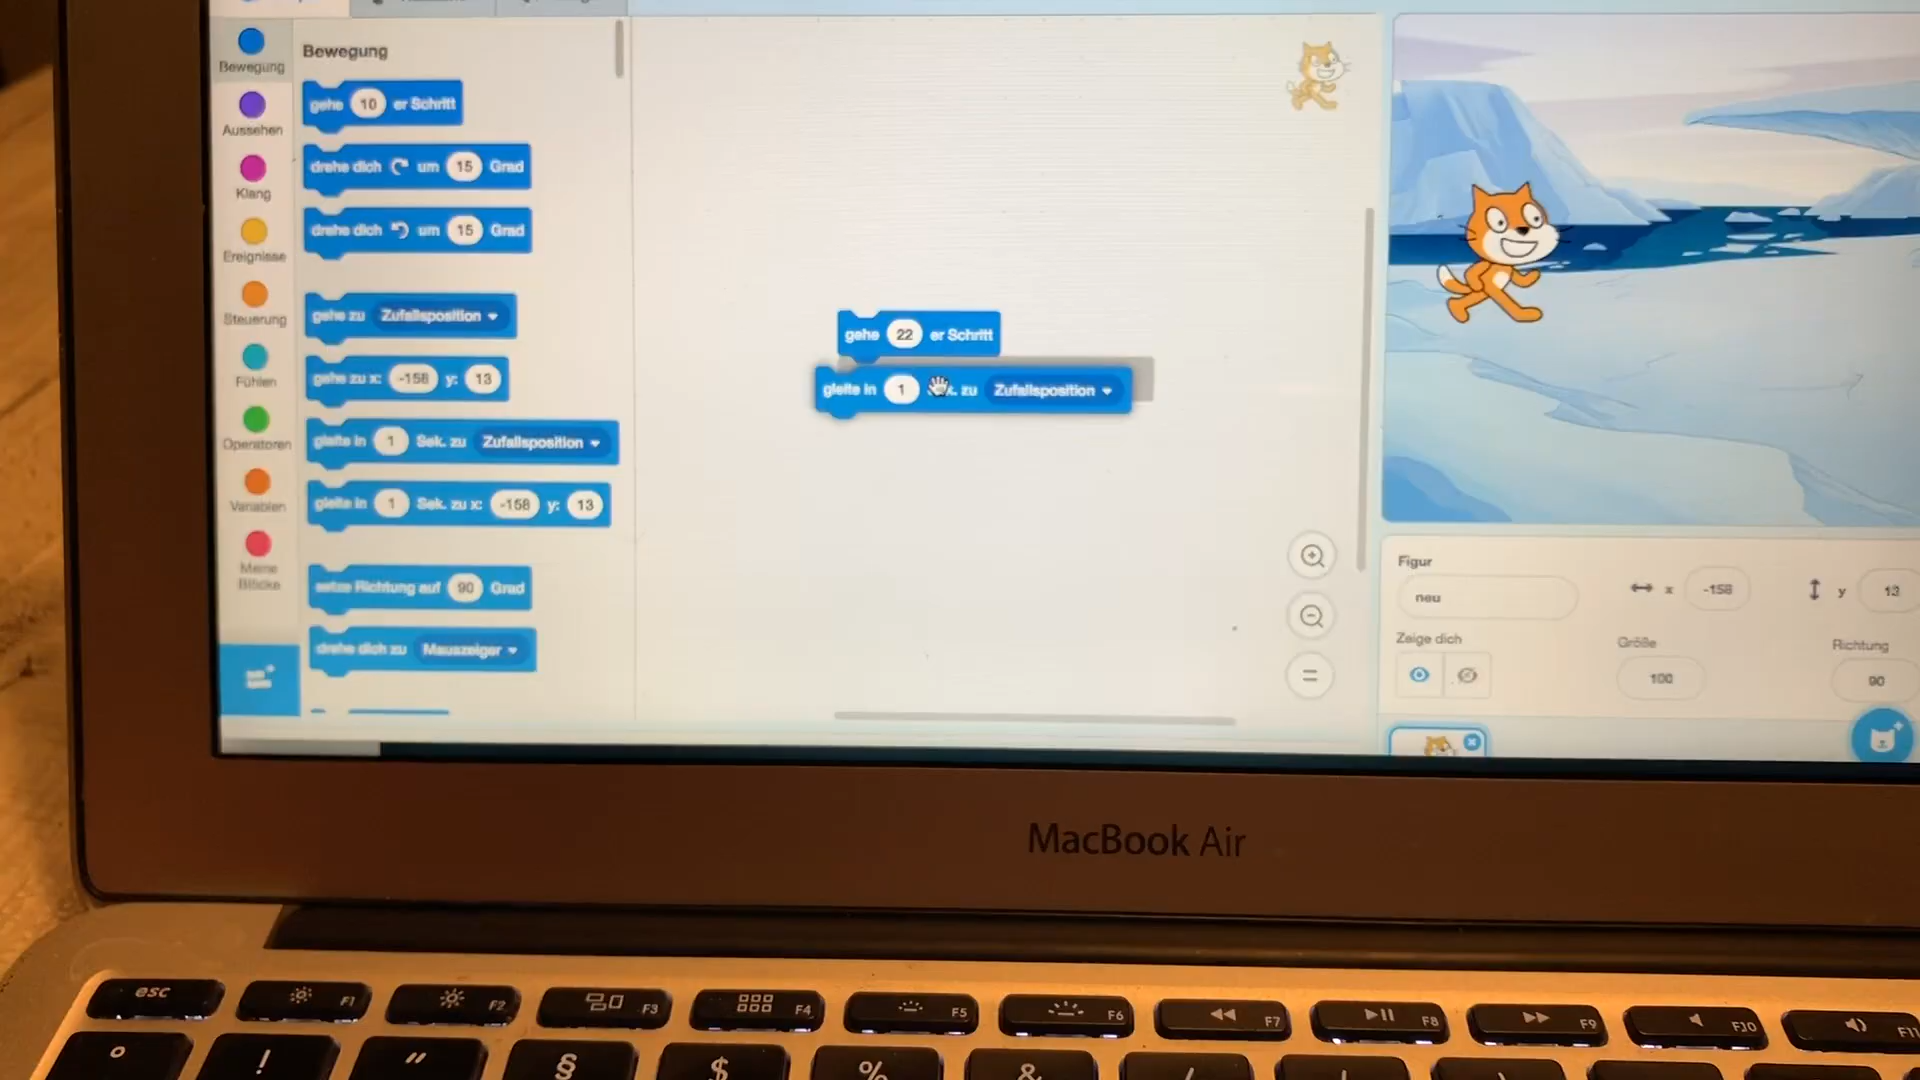 Bewegung
Aussehen
Klang
Ereignisse
Steuerung
Fühlen
Operatoren
Variablen
Meine
Blöcke
Bewegung
gehe 10 er Schritt
drehe dich um 15 Grad
drehe dich um 15 Grad
gehe zu Zufallsposition
gehe zu x: -158 y: 13
gleite in 1 Sek. zu Zufallsposition
gleite in 1 Sek. zu x: -158 y: 13
setze Richtung auf 90 Grad
drehe dich zu Mauszeiger
gehe 22 er Schritt
gleite in 1 k. zu Zufallsposition
Figur
neu
x -158
y 13
Zeige dich
Größe
100
Richtung
90
MacBook Air
esc F1 F2 F3 F4 F5 F6 F7 F8 F9 F10 F11
° ! " § $ % & /